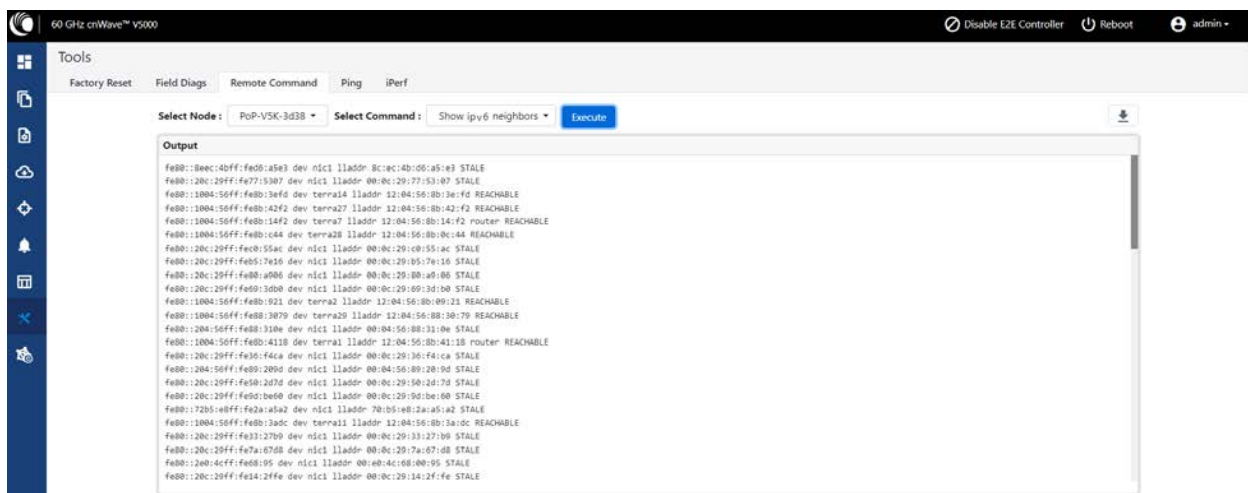 60 GHz cnWave™ V5000
Disable E2E Controller Reboot admin
Tools
Factory Reset Field Diags Remote Command Ping iPerf
Select Node : PoP-V5K-3d38 Select Command : Show ipv6 neighbors Execute
Output
fe80::8eec:4bff:fed6:a5e3 dev nic1 lladdr 8c:ec:4b:d6:a5:e3 STALE
fe80::20c:29ff:fe77:5307 dev nic1 lladdr 00:0c:29:77:53:07 STALE
fe80::1004:56ff:fe8b:3efd dev terra14 lladdr 12:04:56:8b:3e:fd REACHABLE
fe80::1004:56ff:fe8b:42f2 dev terra27 lladdr 12:04:56:8b:42:f2 REACHABLE
fe80::1004:56ff:fe8b:14f2 dev terra7 lladdr 12:04:56:8b:14:f2 router REACHABLE
fe80::1004:56ff:fe8b:c44 dev terra28 lladdr 12:04:56:8b:0c:44 REACHABLE
fe80::20c:29ff:fec0:55ac dev nic1 lladdr 00:0c:29:c0:55:ac STALE
fe80::20c:29ff:feb5:7e16 dev nic1 lladdr 00:0c:29:b5:7e:16 STALE
fe80::20c:29ff:fe80:a906 dev nic1 lladdr 00:0c:29:80:a9:06 STALE
fe80::20c:29ff:fe69:3db0 dev nic1 lladdr 00:0c:29:69:3d:b0 STALE
fe80::1004:56ff:fe8b:921 dev terra2 lladdr 12:04:56:8b:09:21 REACHABLE
fe80::1004:56ff:fe88:3079 dev terra29 lladdr 12:04:56:88:30:79 REACHABLE
fe80::204:56ff:fe88:310e dev nic1 lladdr 00:04:56:88:31:0e STALE
fe80::1004:56ff:fe8b:4118 dev terra1 lladdr 12:04:56:8b:41:18 router REACHABLE
fe80::20c:29ff:fe36:f4ca dev nic1 lladdr 00:0c:29:36:f4:ca STALE
fe80::204:56ff:fe89:209d dev nic1 lladdr 00:04:56:89:20:9d STALE
fe80::20c:29ff:fe50:2d7d dev nic1 lladdr 00:0c:29:50:2d:7d STALE
fe80::20c:29ff:fe9d:be60 dev nic1 lladdr 00:0c:29:9d:be:60 STALE
fe80::72b5:e8ff:fe2a:a5a2 dev nic1 lladdr 70:b5:e8:2a:a5:a2 STALE
fe80::1004:56ff:fe8b:3adc dev terra11 lladdr 12:04:56:8b:3a:dc REACHABLE
fe80::20c:29ff:fe33:27b9 dev nic1 lladdr 00:0c:29:33:27:b9 STALE
fe80::20c:29ff:fe7a:67d8 dev nic1 lladdr 00:0c:29:7a:67:d8 STALE
fe80::2e0:4cff:fe68:95 dev nic1 lladdr 00:e0:4c:68:00:95 STALE
fe80::20c:29ff:fe14:2ffe dev nic1 lladdr 00:0c:29:14:2f:fe STALE